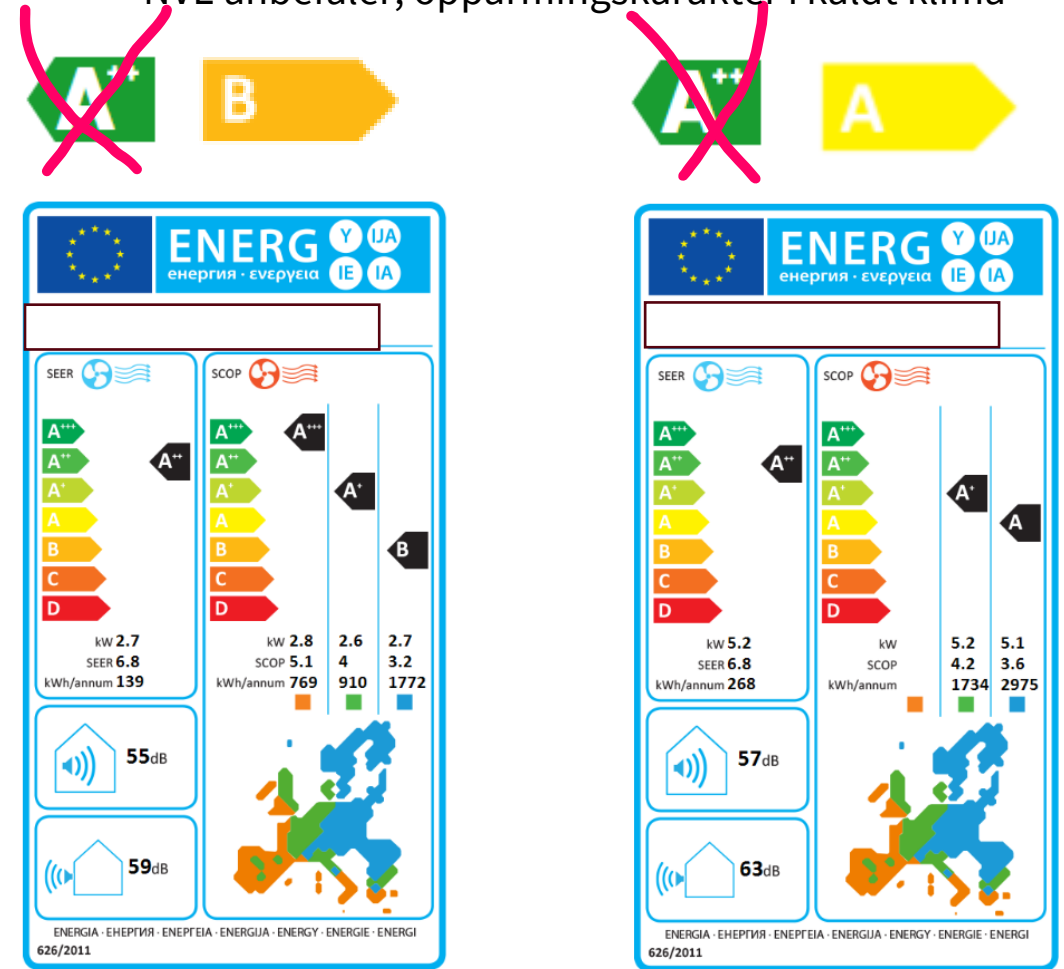 NVE anbefaler, oppvarmingskarakter i kaldt klima
A++
B
A++
A
ENERG Y IJA
енергия · ενεργεια IE IA
SEER
SCOP
A+++
A++
A+
A
B
C
D
A++
A+++
A++
A+
A
B
C
D
A+++
A+
B
kW 2.7
SEER 6.8
kWh/annum 139
kW 2.8 2.6 2.7
SCOP 5.1 4 3.2
kWh/annum 769 910 1772
55dB
59dB
ENERGIA · ЕНЕРГИЯ · ΕΝΕΡΓΕΙΑ · ENERGIJA · ENERGY · ENERGIE · ENERGI
626/2011
ENERG Y IJA
енергия · ενεργεια IE IA
SEER
SCOP
A+++
A++
A+
A
B
C
D
A++
A+++
A++
A+
A
B
C
D
A+
A
kW 5.2
SEER 6.8
kWh/annum 268
kW 5.2 5.1
SCOP 4.2 3.6
kWh/annum 1734 2975
57dB
63dB
ENERGIA · ЕНЕРГИЯ · ΕΝΕΡΓΕΙΑ · ENERGIJA · ENERGY · ENERGIE · ENERGI
626/2011